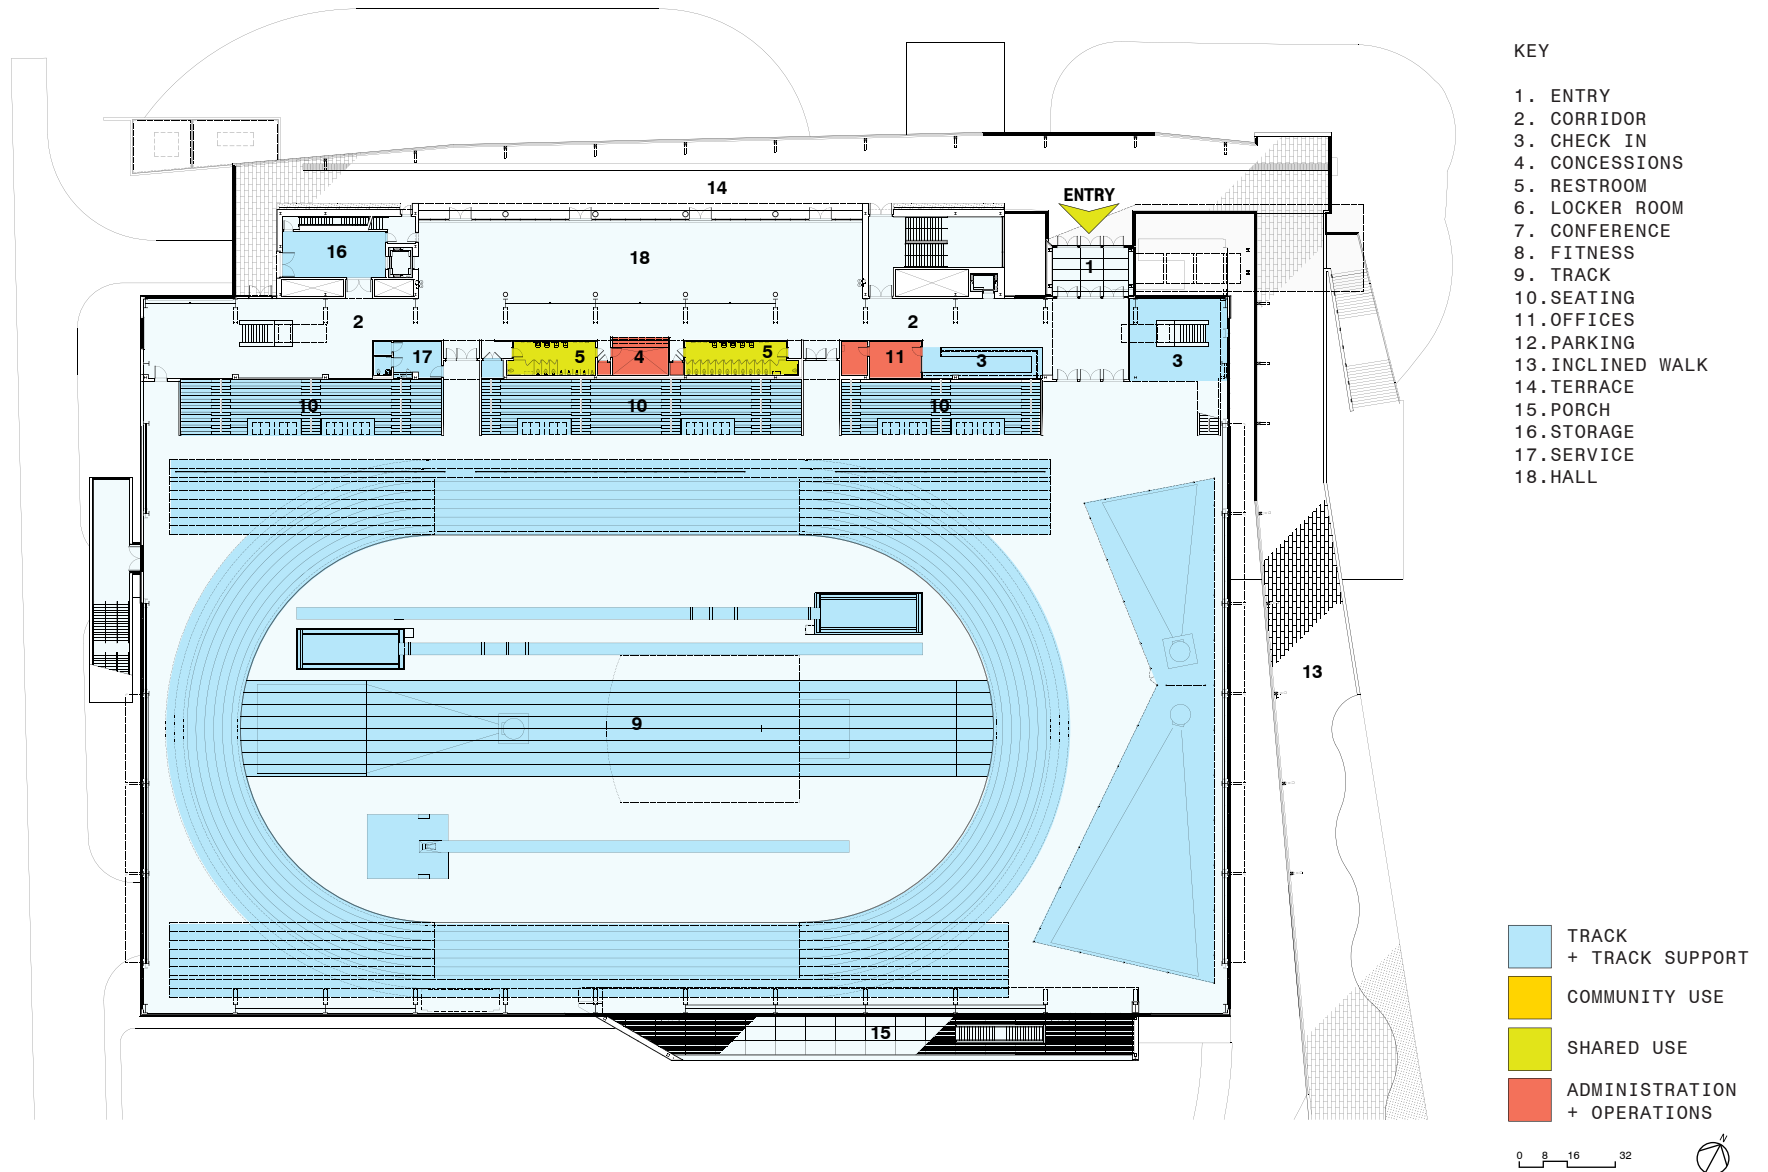 KEY
1. ENTRY
2. CORRIDOR
3. CHECK IN
4. CONCESSIONS
5. RESTROOM
6. LOCKER ROOM
7. CONFERENCE
8. FITNESS
9. TRACK
10.SEATING
11.OFFICES
12.PARKING
13.INCLINED WALK
14.TERRACE
15.PORCH
16.STORAGE
17.SERVICE
18.HALL
14
ENTRY
16
18
1
2
2
17
5
4
5
11
3
3
10
10
10
13
9
15
TRACK
+ TRACK SUPPORT
COMMUNITY USE
SHARED USE
ADMINISTRATION
+ OPERATIONS
0 8 16 32
N